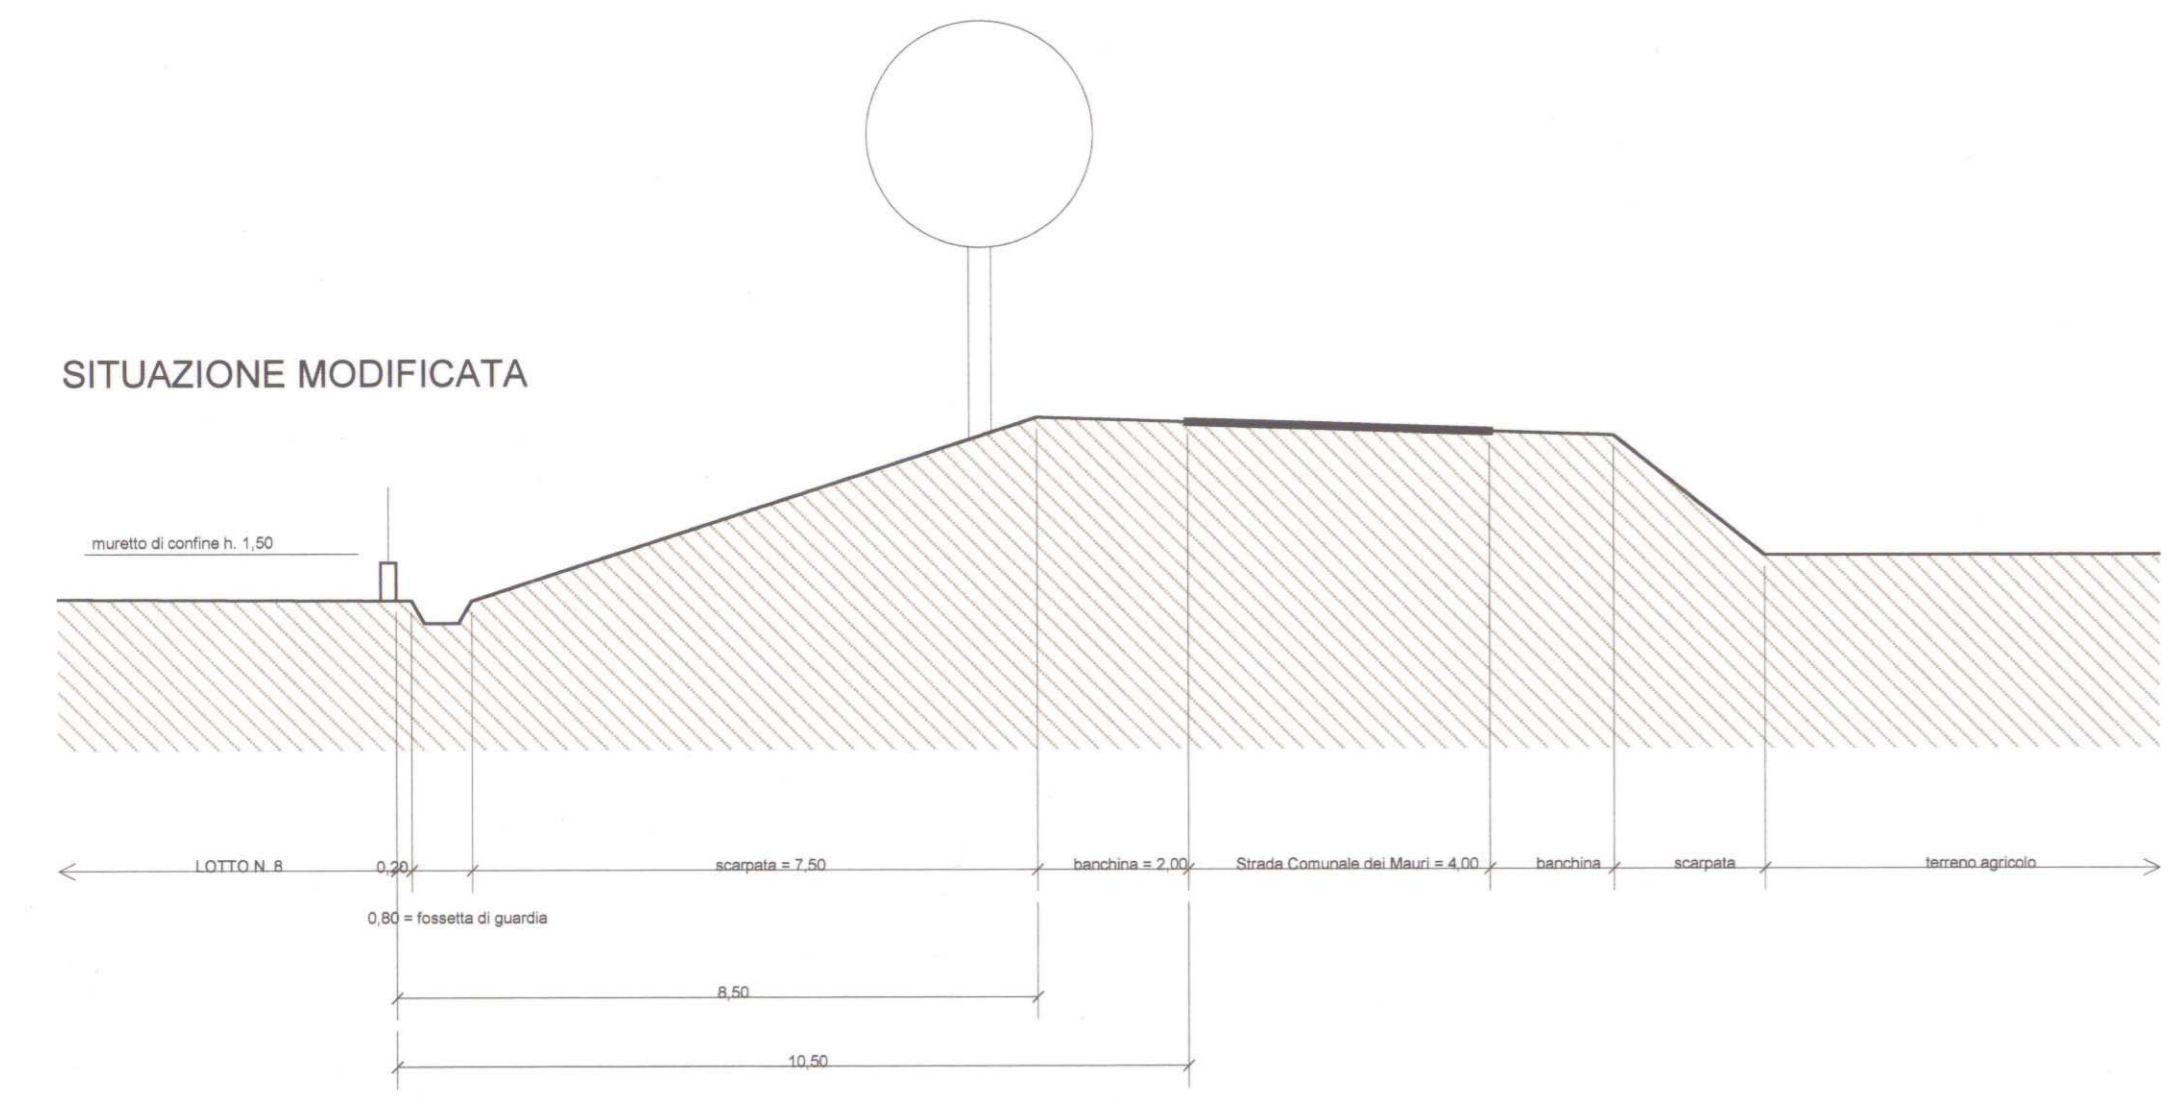 SITUAZIONE MODIFICATA
muretto di confine h. 1,50
LOTTO N. 8
0,20
scarpata = 7,50
banchina = 2,00
Strada Comunale dei Mauri = 4,00
banchina
scarpata
terreno agricolo
0,80 = fossetta di guardia
8,50
10,50